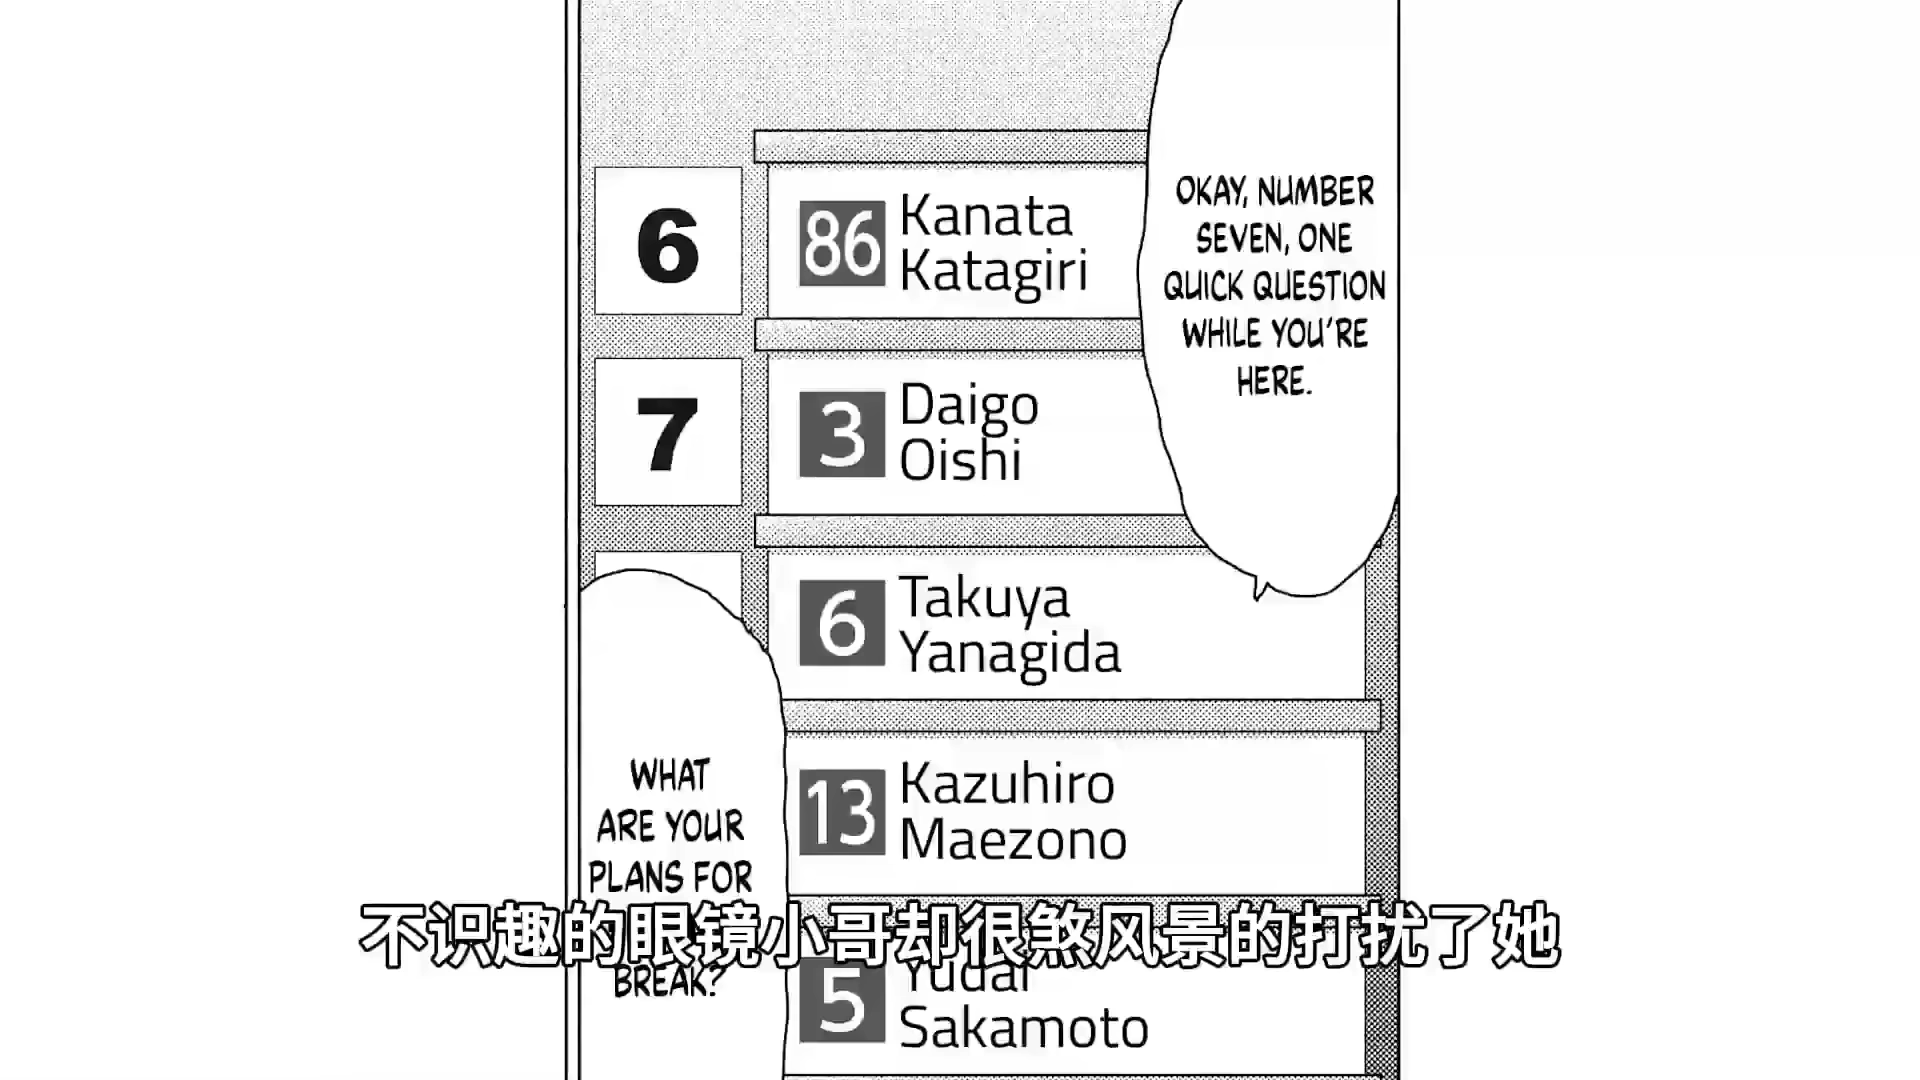 OKAY, NUMBER
SEVEN, ONE
QUICK QUESTION
WHILE YOU'RE
HERE.
6
86
Kanata
Katagiri
7
3
Daigo
Oishi
6
Takuya
Yanagida
13
Kazuhiro
Maezono
5
Yudai
Sakamoto
WHAT
ARE YOUR
PLANS FOR
BREAK?
不识趣的眼镜小哥却很煞风景的打扰了她